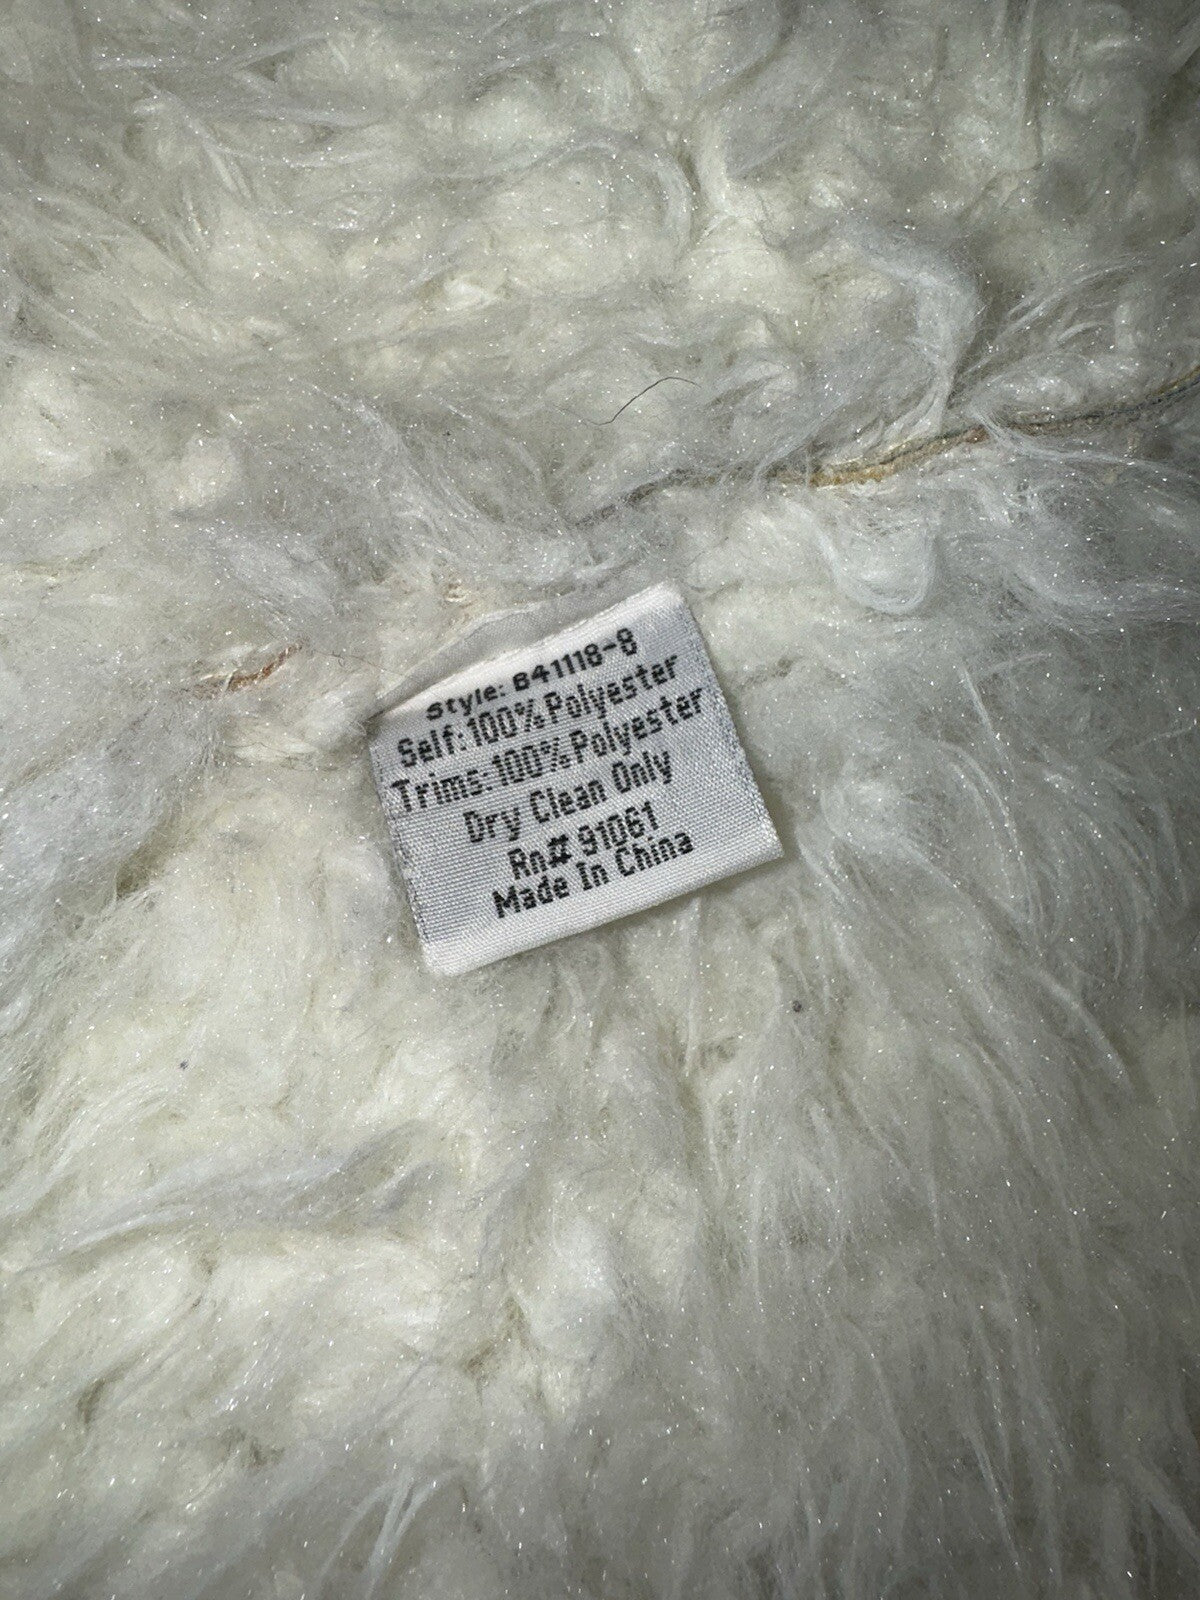 Style: 841118-8
Self:100%Polyester
Trims:100%Polyester
Dry Clean Only
Rn# 91061
Made In China